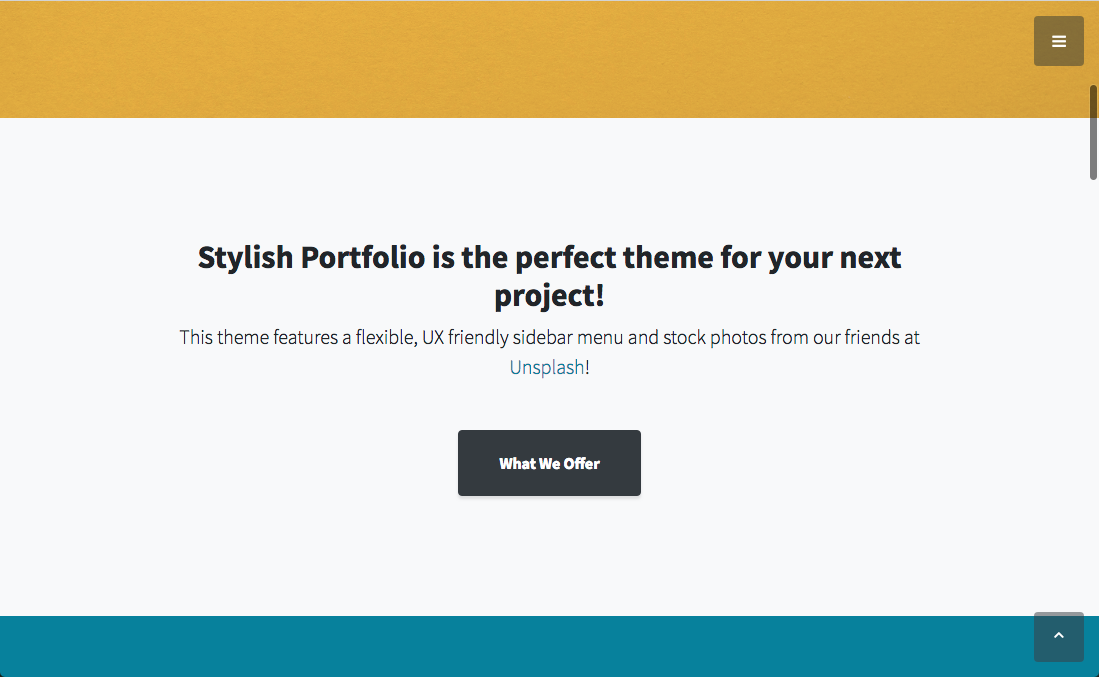 Stylish Portfolio is the perfect theme for your next
project!
This theme features a flexible, UX friendly sidebar menu and stock photos from our friends at
Unsplash!
What We Offer